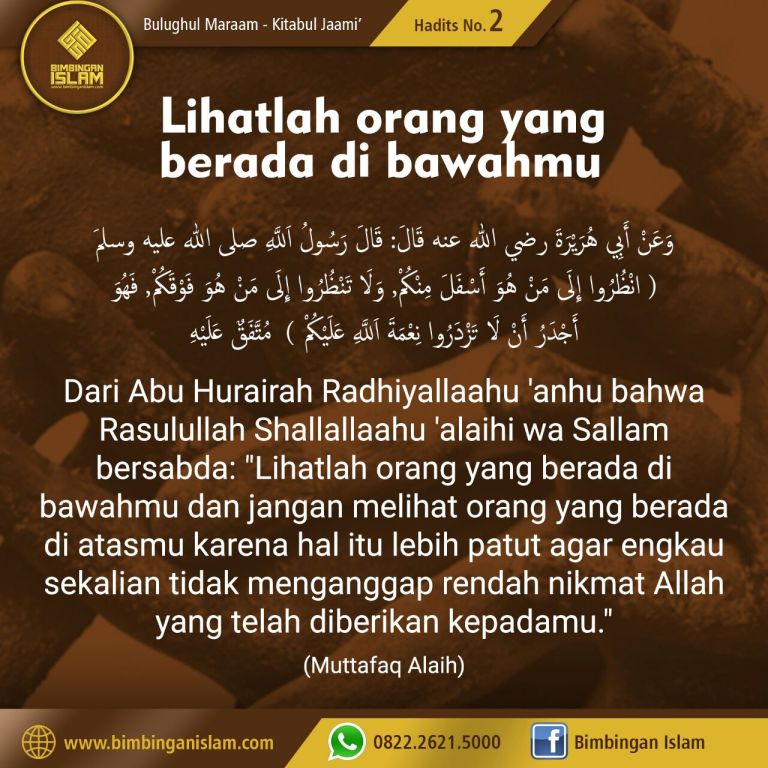 Bulughul Maraam - Kitabul Jaami’
Hadits No. 2
BIMBINGAN
ISLAM
www.bimbinganislam.com
Lihatlah orang yang
berada di bawahmu
وَعَنْ أَبِي هُرَيْرَةَ رضي الله عنه قَالَ: قَالَ رَسُولُ اَللَّهِ صلى الله عليه وسلمَ
( انْظُرُوا إِلَى مَنْ هُوَ أَسْفَلَ مِنْكُمْ, وَلَا تَنْظُرُوا إِلَى مَنْ هُوَ فَوْقَكُمْ, فَهُوَ
أَجْدَرُ أَنْ لَا تَزْدَرُوا نِعْمَةَ اَللَّهِ عَلَيْكُمْ ) مُتَّفَقٌ عَلَيْهِ
Dari Abu Hurairah Radhiyallaahu 'anhu bahwa
Rasulullah Shallallaahu 'alaihi wa Sallam
bersabda: "Lihatlah orang yang berada di
bawahmu dan jangan melihat orang yang berada
di atasmu karena hal itu lebih patut agar engkau
sekalian tidak menganggap rendah nikmat Allah
yang telah diberikan kepadamu."
(Muttafaq Alaih)
www.bimbinganislam.com
0822.2621.5000
Bimbingan Islam